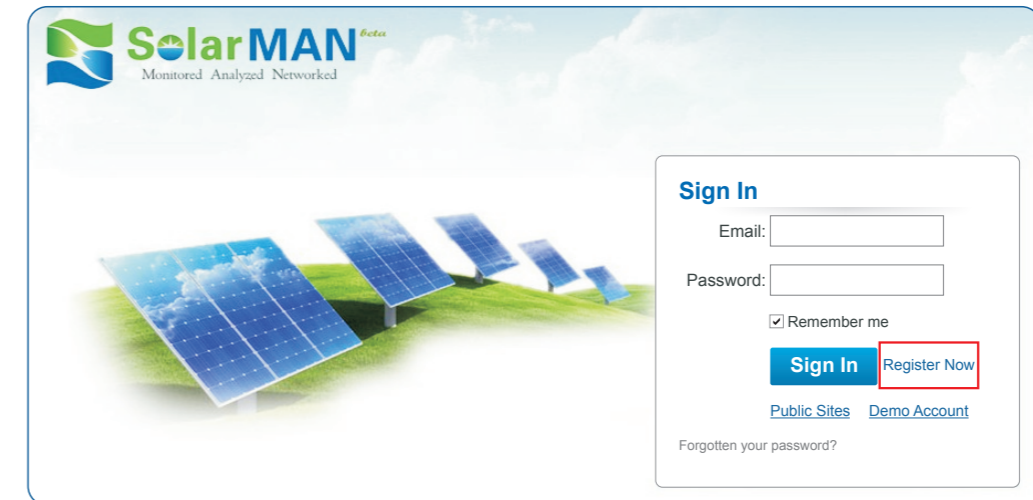 SolarMAN beta
Monitored Analyzed Networked
Sign In
Email:
Password:
Remember me
Sign In Register Now
Public Sites Demo Account
Forgotten your password?